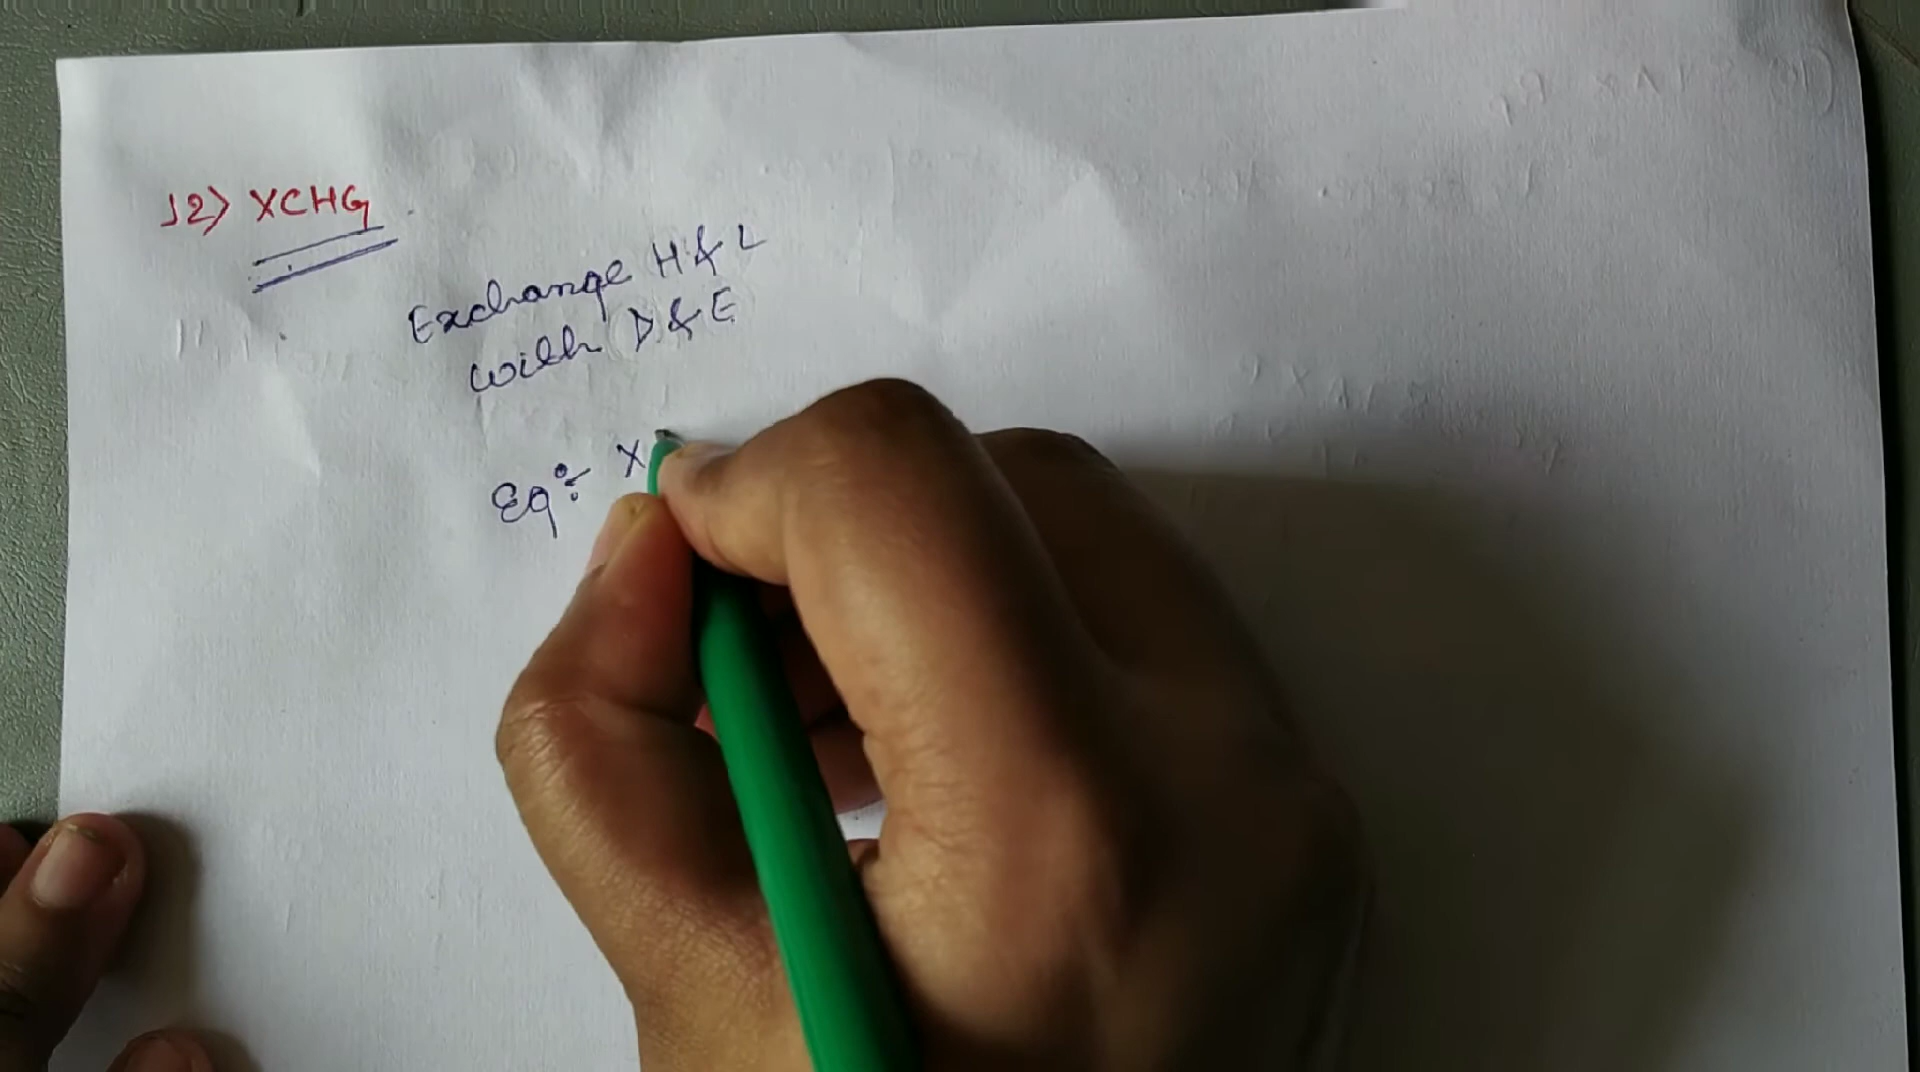 12) XCHG
Exchange H & L
with D & E
Eg:- X